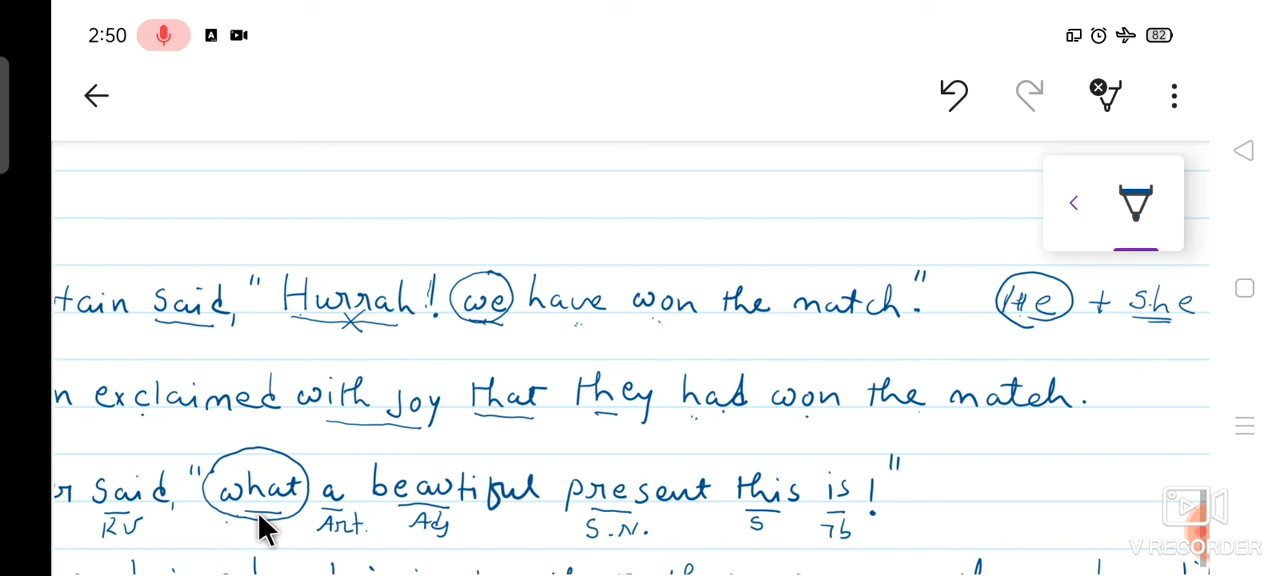 2:50 A 82
tain said, " Hurrah! we have won the match." He + she
n exclaimed with joy that they had won the match.
r said, "what a beautiful present this is!"
RV Art. Adj S.N. S
V-RECORDER